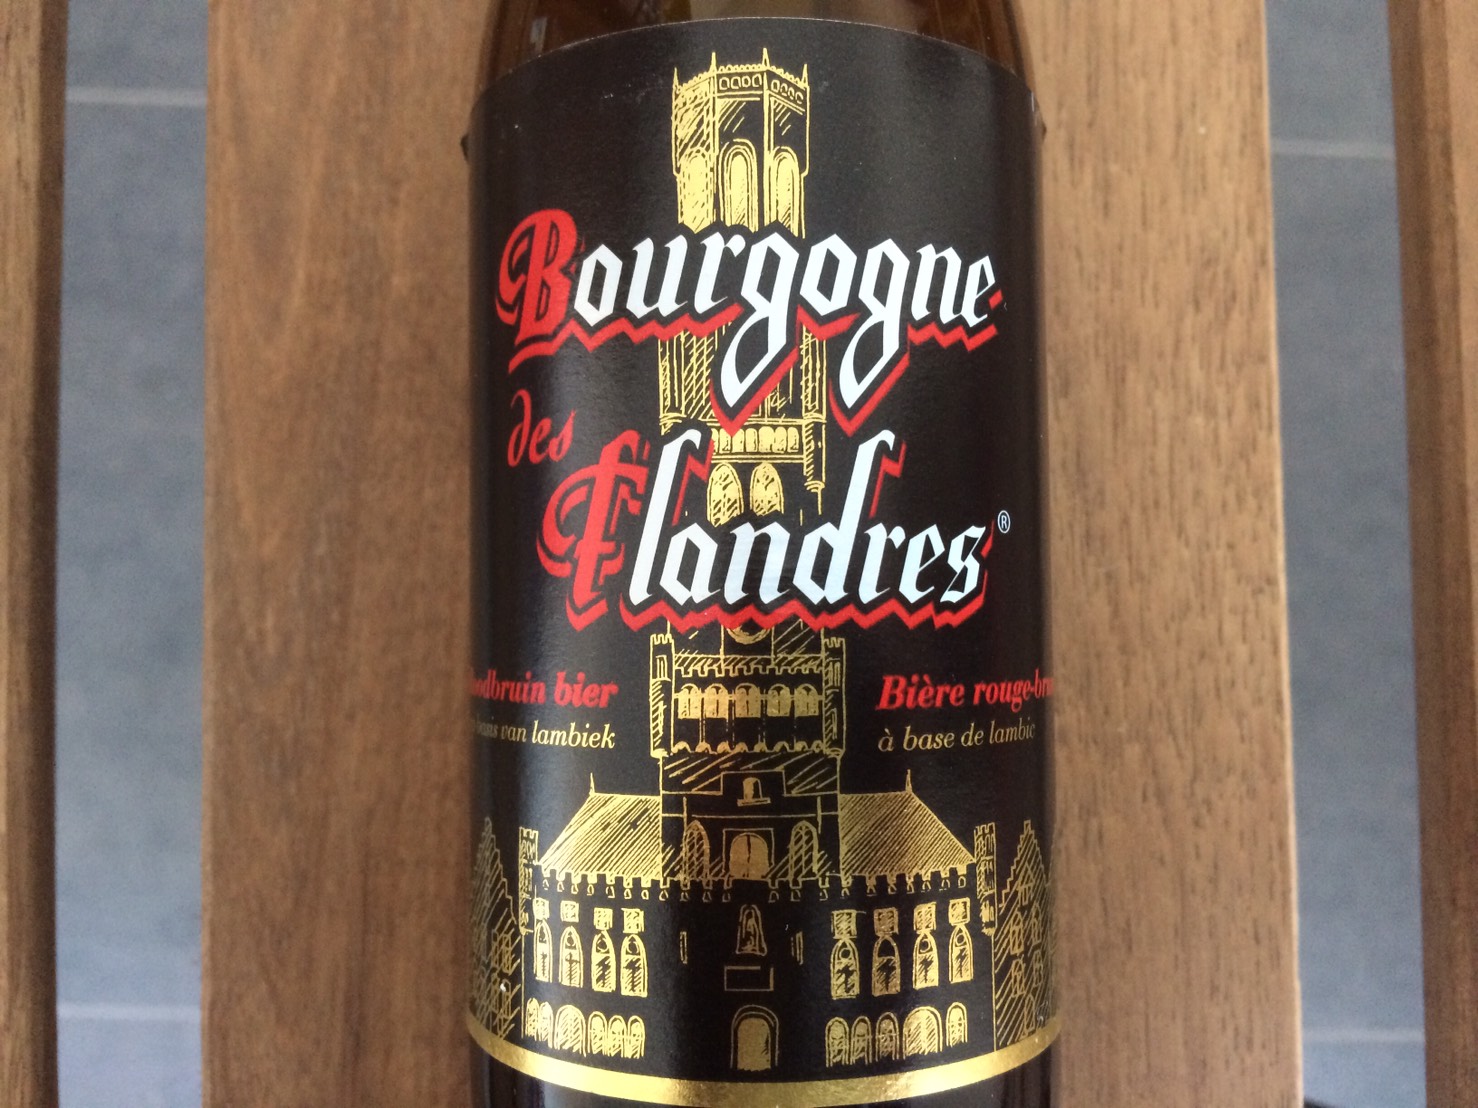 Bourgogne
des
Flandres®
bier
van lambiek
Bière
à base de lambic